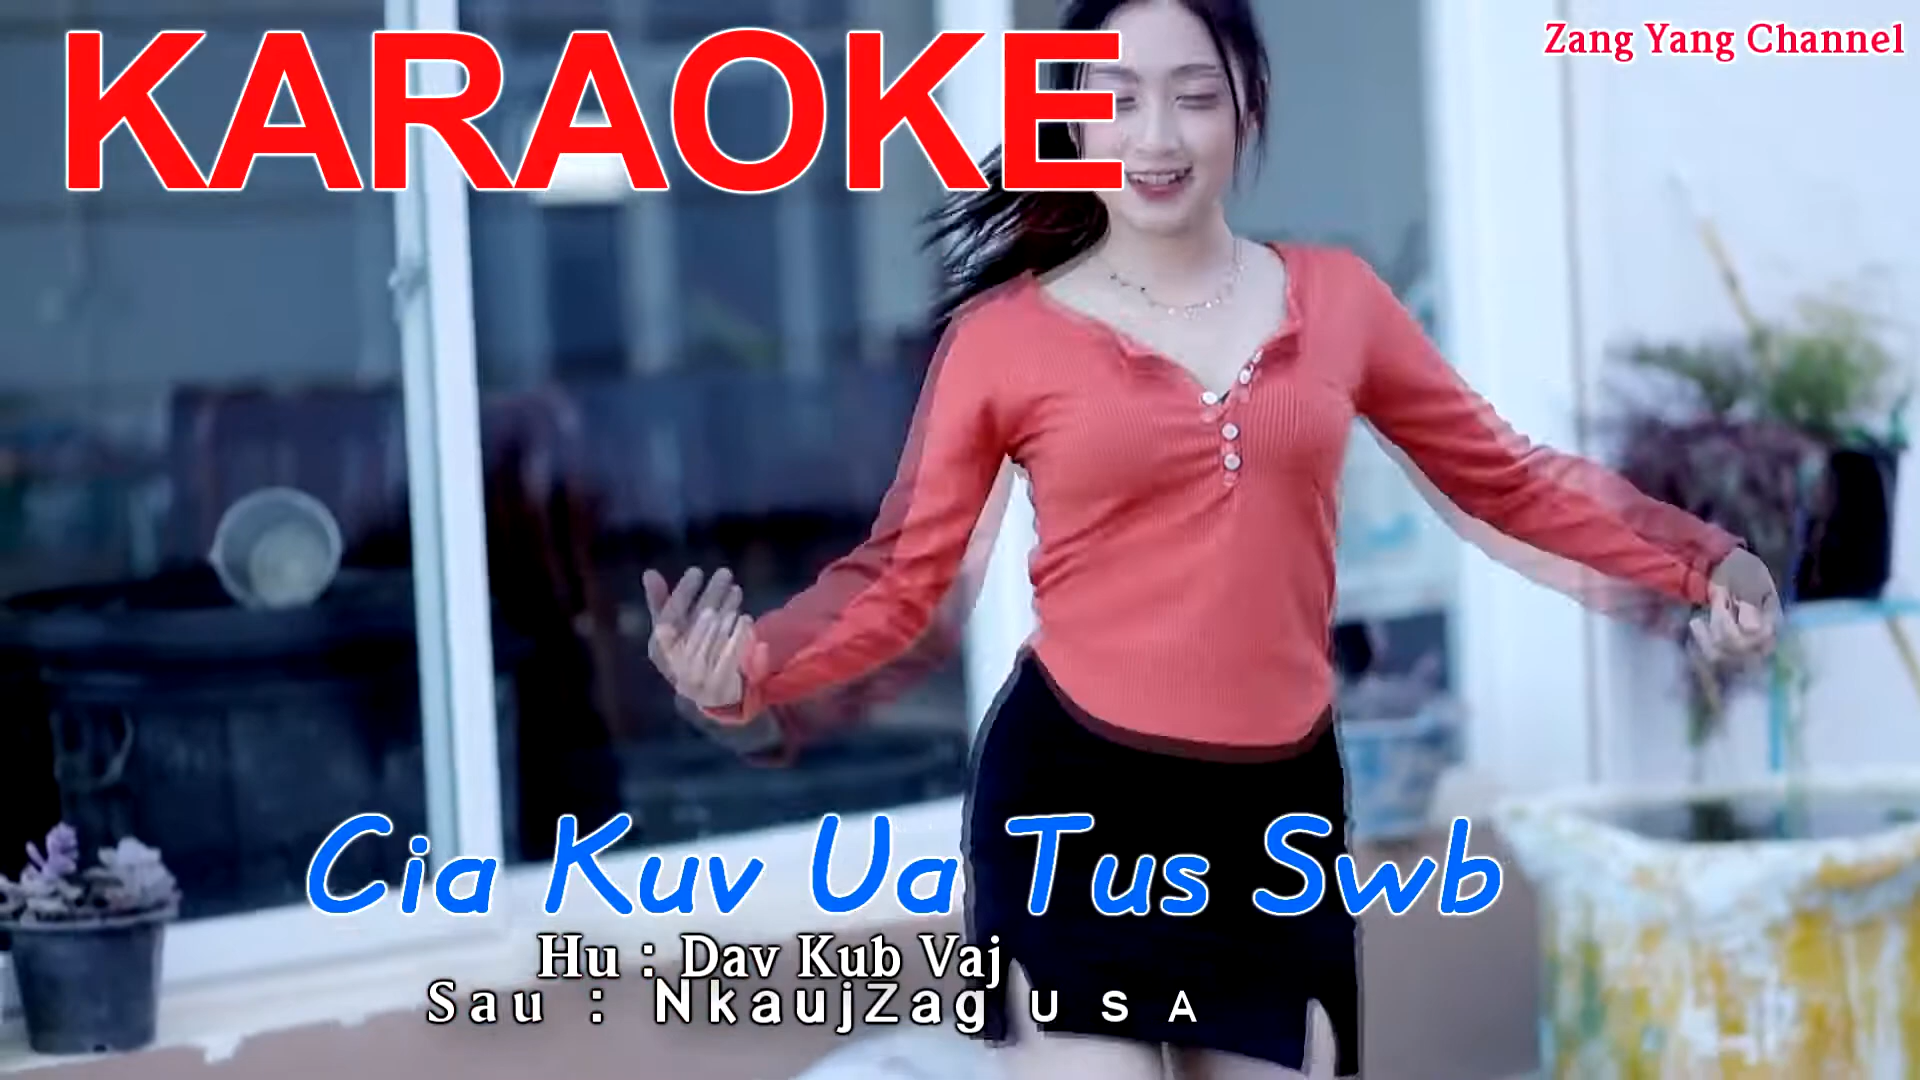 KARAOKE
Zang Yang Channel
Cia Kuv Ua Tus Swb
Hu : Dav Kub Vaj
Sau : NkaujZag USA